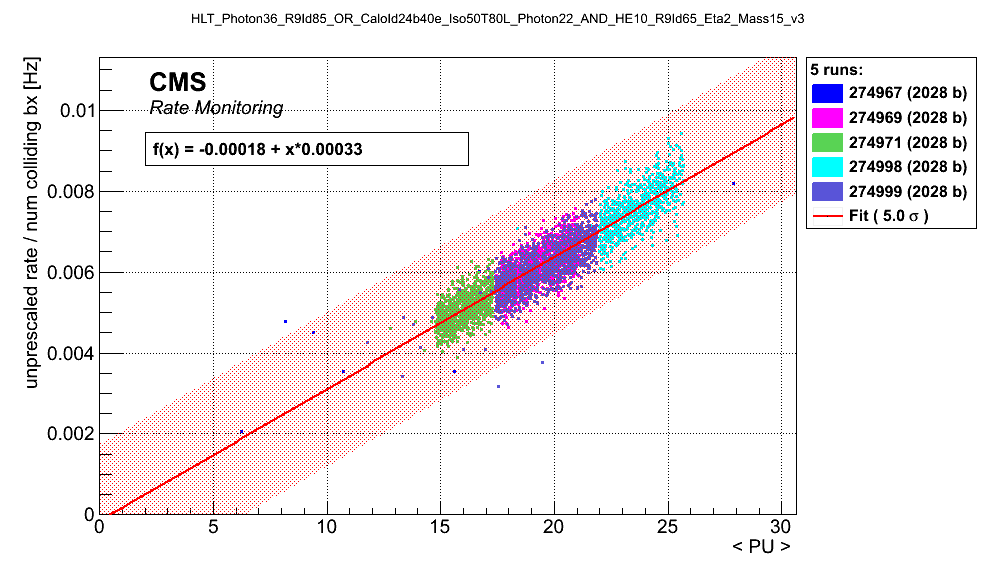 HLT_Photon36_R9Id85_OR_CaloId24b40e_Iso50T80L_Photon22_AND_HE10_R9Id65_Eta2_Mass15_v3
unprescaled rate / num colliding bx [Hz]
CMS
Rate Monitoring
f(x) = -0.00018 + x*0.00033
0.01
0.008
0.006
0.004
0.002
0
0 5 10 15 20 25 30
< PU >
5 runs:
274967 (2028 b)
274969 (2028 b)
274971 (2028 b)
274998 (2028 b)
274999 (2028 b)
Fit ( 5.0 σ )